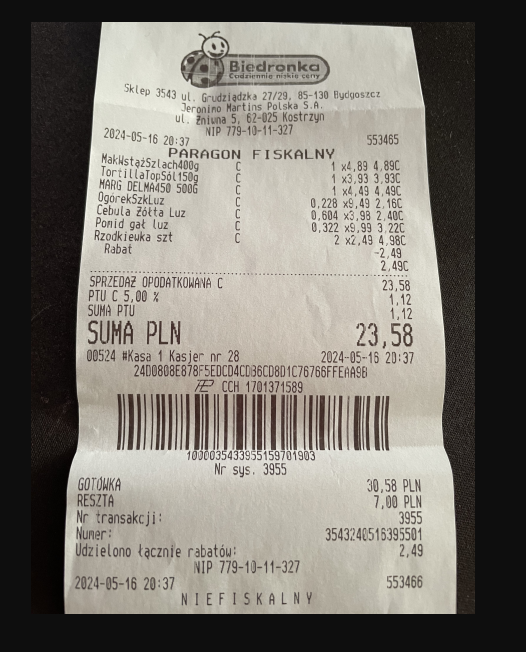 Biedronka
Codziennie niskie ceny
Sklep 3543 ul. Grudziądzka 27/29, 85-130 Bydgoszcz
Jeronimo Martins Polska S.A.
ul. Żniwna 5, 62-025 Kostrzyn
NIP 779-10-11-327
2024-05-16 20:37 553465
PARAGON FISKALNY
MakWstążSzlach400g C 1 x4,89 4,89C
TortillaTopSól150g C 1 x3,93 3,93C
MARG DELMA450 500G C 1 x4,49 4,49C
OgórekSzkLuz C 0,228 x9,49 2,16C
Cebula Żółta Luz C 0,604 x3,98 2,40C
Pomid gał luz C 0,322 x9,99 3,22C
Rzodkiewka szt C 2 x2,49 4,98C
Rabat -2,49
2,49C
SPRZEDAŻ OPODATKOWANA C 23,58
PTU C 5,00 % 1,12
SUMA PTU 1,12
SUMA PLN 23,58
00524 #Kasa 1 Kasjer nr 28 2024-05-16 20:37
24D0808E878F5EDCD4CDB6CD8D1C76766FFEAA9B
CCH 1701371589
1000035433955159701903
Nr sys. 3955
GOTÓWKA 30,58 PLN
RESZTA 7,00 PLN
Nr transakcji: 3955
Numer: 3543240516395501
Udzielono łącznie rabatów: 2,49
NIP 779-10-11-327
2024-05-16 20:37 553466
NIEFISKALNY